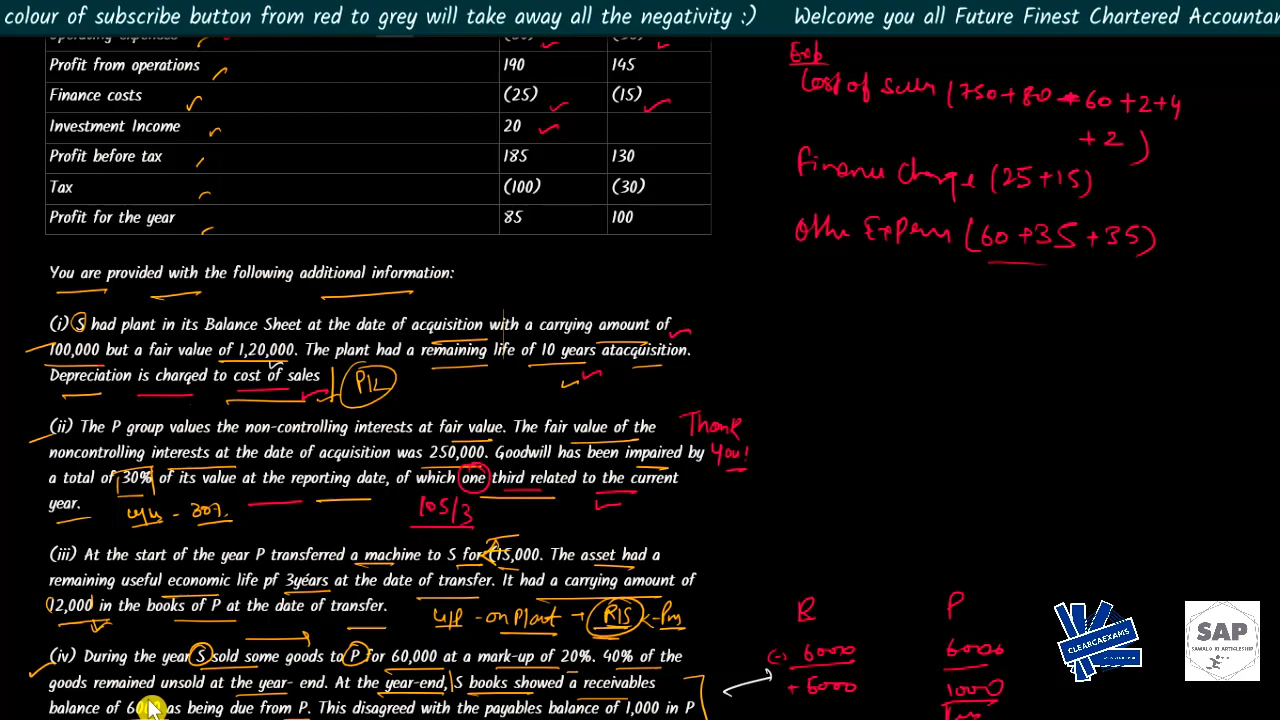 colour of subscribe button from red to grey will take away all the negativity :)
Welcome you all Future Finest Chartered Accountan
Profit from operations 190 145
Finance costs (25) (15)
Investment Income 20
Profit before tax 185 130
Tax (100) (30)
Profit for the year 85 100
You are provided with the following additional information:
(i) S had plant in its Balance Sheet at the date of acquisition with a carrying amount of
100,000 but a fair value of 1,20,000. The plant had a remaining life of 10 years atacquisition.
Depreciation is charged to cost of sales
P/L
(ii) The P group values the non-controlling interests at fair value. The fair value of the
noncontrolling interests at the date of acquisition was 250,000. Goodwill has been impaired by
a total of 30% of its value at the reporting date, of which one third related to the current
year.
30%
105/3
Thank
You!
(iii) At the start of the year P transferred a machine to S for 15,000. The asset had a
remaining useful economic life pf 3years at the date of transfer. It had a carrying amount of
12,000 in the books of P at the date of transfer.
on Plant → R/S
(iv) During the year S sold some goods to P for 60,000 at a mark-up of 20%. 40% of the
goods remained unsold at the year- end. At the year-end, S books showed a receivables
as being due from P. This disagreed with the payables balance of 1,000 in P
Exp
Cost of (750+80-60+2+4
+2)
Finance Charge (25+15)
(60+35+35)
R P
(-) 6000 6000
+5000 1000
CLEARCAEXAMS
SAP
SAWALO KI ARTICLESHIP